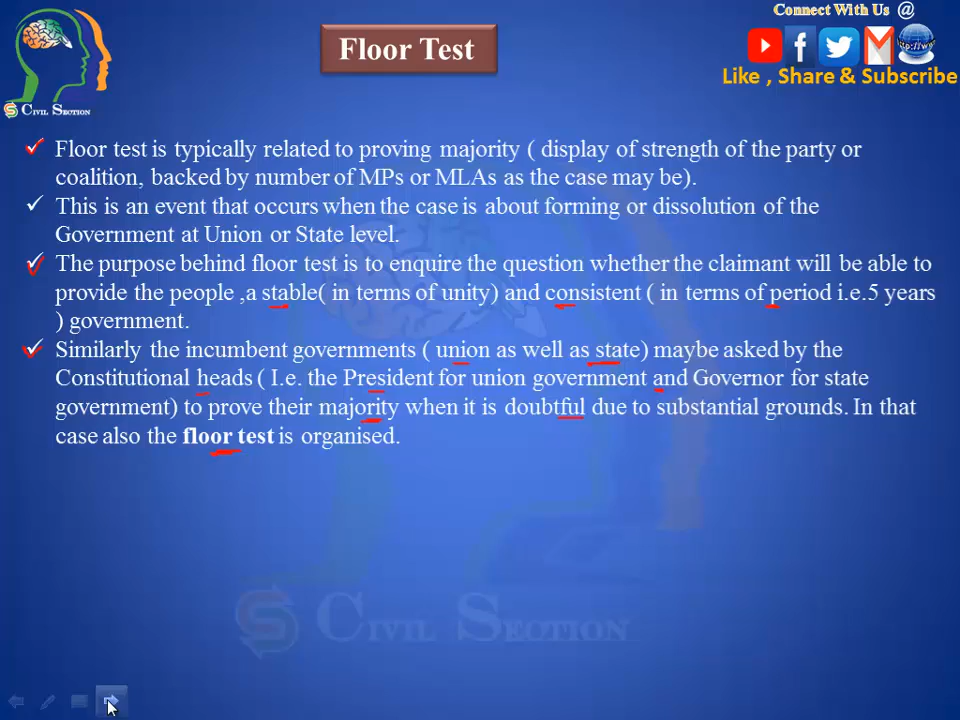 Connect With Us @
Floor Test
Like , Share & Subscribe
CIVIL SECTION
Floor test is typically related to proving majority ( display of strength of the party or
coalition, backed by number of MPs or MLAs as the case may be).
This is an event that occurs when the case is about forming or dissolution of the
Government at Union or State level.
The purpose behind floor test is to enquire the question whether the claimant will be able to
provide the people ,a stable( in terms of unity) and consistent ( in terms of period i.e.5 years
) government.
Similarly the incumbent governments ( union as well as state) maybe asked by the
Constitutional heads ( I.e. the President for union government and Governor for state
government) to prove their majority when it is doubtful due to substantial grounds. In that
case also the floor test is organised.
CIVIL SECTION